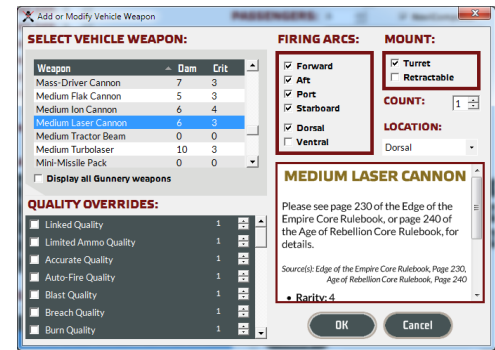 Add or Modify Vehicle Weapon
SELECT VEHICLE WEAPON:
Weapon Dam Crit
Mass-Driver Cannon 7 3
Medium Flak Cannon 5 3
Medium Ion Cannon 6 4
Medium Laser Cannon 6 3
Medium Tractor Beam 0 0
Medium Turbolaser 10 3
Mini-Missile Pack 0 0
Display all Gunnery weapons
QUALITY OVERRIDES:
Linked Quality 1
Limited Ammo Quality 1
Accurate Quality 1
Auto-Fire Quality 1
Blast Quality 1
Breach Quality 1
Burn Quality 1
FIRING ARCS:
Forward
Aft
Port
Starboard
Dorsal
Ventral
MOUNT:
Turret
Retractable
COUNT: 1
LOCATION:
Dorsal
MEDIUM LASER CANNON
Please see page 230 of the Edge of the
Empire Core Rulebook, or page 240 of
the Age of Rebellion Core Rulebook, for
details.
Source(s): Edge of the Empire Core Rulebook, Page 230,
Age of Rebellion Core Rulebook, Page 240
• Rarity: 4
OK
Cancel